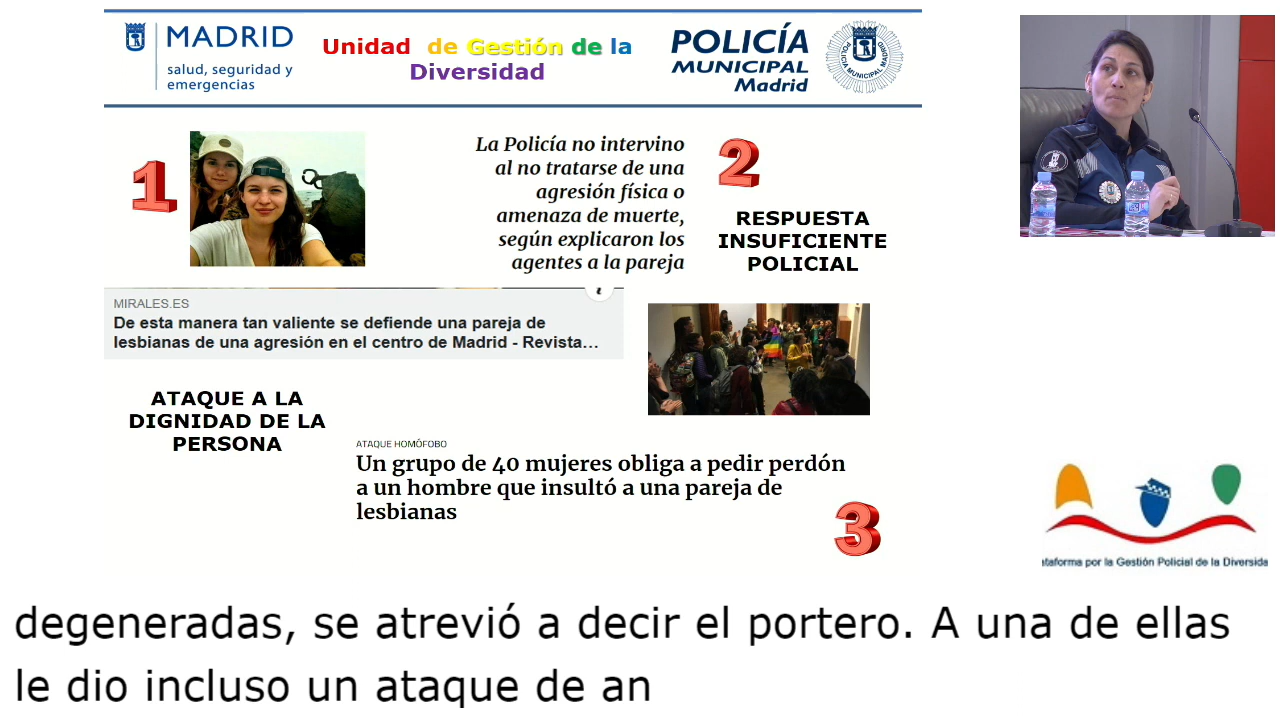 MADRID
salud, seguridad y
emergencias
Unidad de Gestión de la
Diversidad
POLICÍA
MUNICIPAL
Madrid
POLICIA MUNICIPAL MADRID
1
La Policía no intervino
al no tratarse de una
agresión física o
amenaza de muerte,
según explicaron los
agentes a la pareja
2
RESPUESTA
INSUFICIENTE
POLICIAL
MIRALES.ES
De esta manera tan valiente se defiende una pareja de
lesbianas de una agresión en el centro de Madrid - Revista…
ATAQUE A LA
DIGNIDAD DE LA
PERSONA
ATAQUE HOMÓFOBO
Un grupo de 40 mujeres obliga a pedir perdón
a un hombre que insultó a una pareja de
lesbianas
3
ataforma por la Gestión Policial de la Diversida
degeneradas, se atrevió a decir el portero. A una de ellas
le dio incluso un ataque de an